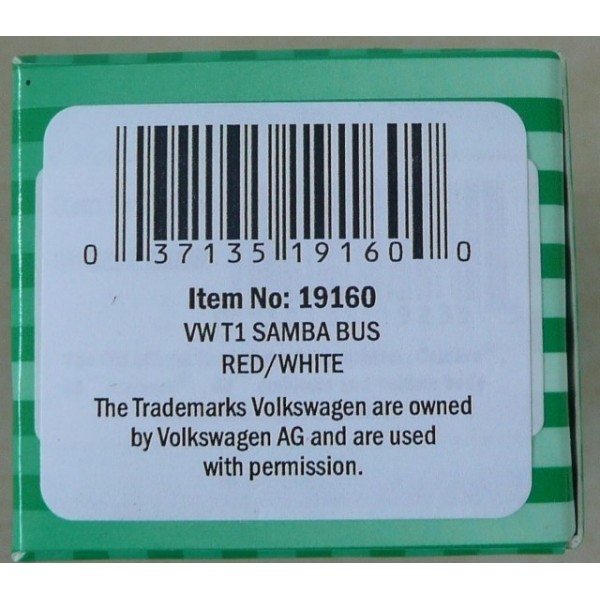 0 37135 19160 0
Item No: 19160
VW T1 SAMBA BUS
RED/WHITE
The Trademarks Volkswagen are owned
by Volkswagen AG and are used
with permission.